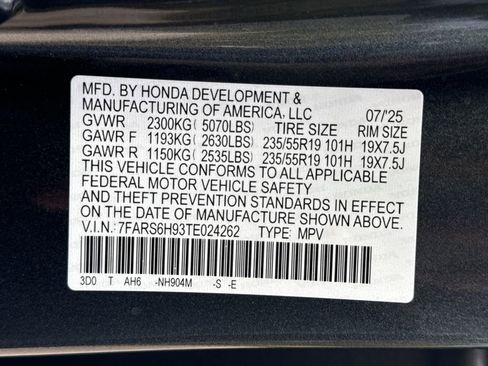 MFD. BY HONDA DEVELOPMENT &
MANUFACTURING OF AMERICA, LLC 07/25
GVWR 2300KG ( 5070LBS) TIRE SIZE RIM SIZE
GAWR F 1193KG ( 2630LBS) 235/55R19 101H 19X7.5J
GAWR R 1150KG ( 2535LBS) 235/55R19 101H 19X7.5J
THIS VEHICLE CONFORMS TO ALL APPLICABLE
FEDERAL MOTOR VEHICLE SAFETY
AND THEFT PREVENTION STANDARDS IN EFFECT
ON THE DATE OF MANUFACTURE SHOWN ABOVE.
V.I.N.: 7FARS6H93TE024262 TYPE: MPV
3D0 T AH6 -NH904M -S -E